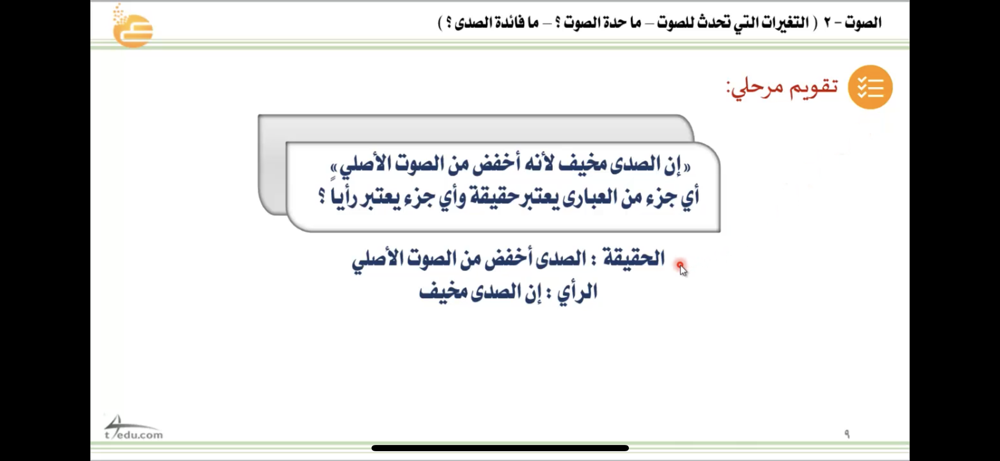 الصوت - ٢ ( التغيرات التي تحدث للصوت – ما حدة الصوت ؟ – ما فائدة الصدى ؟ )
تقويم مرحلي:
«إن الصدى مخيف لأنه أخفض من الصوت الأصلي»
أي جزء من العبارى يعتبر حقيقة وأي جزء يعتبر رأياً ؟
الحقيقة : الصدى أخفض من الصوت الأصلي
الرأي : إن الصدى مخيف
t4edu.com
٩